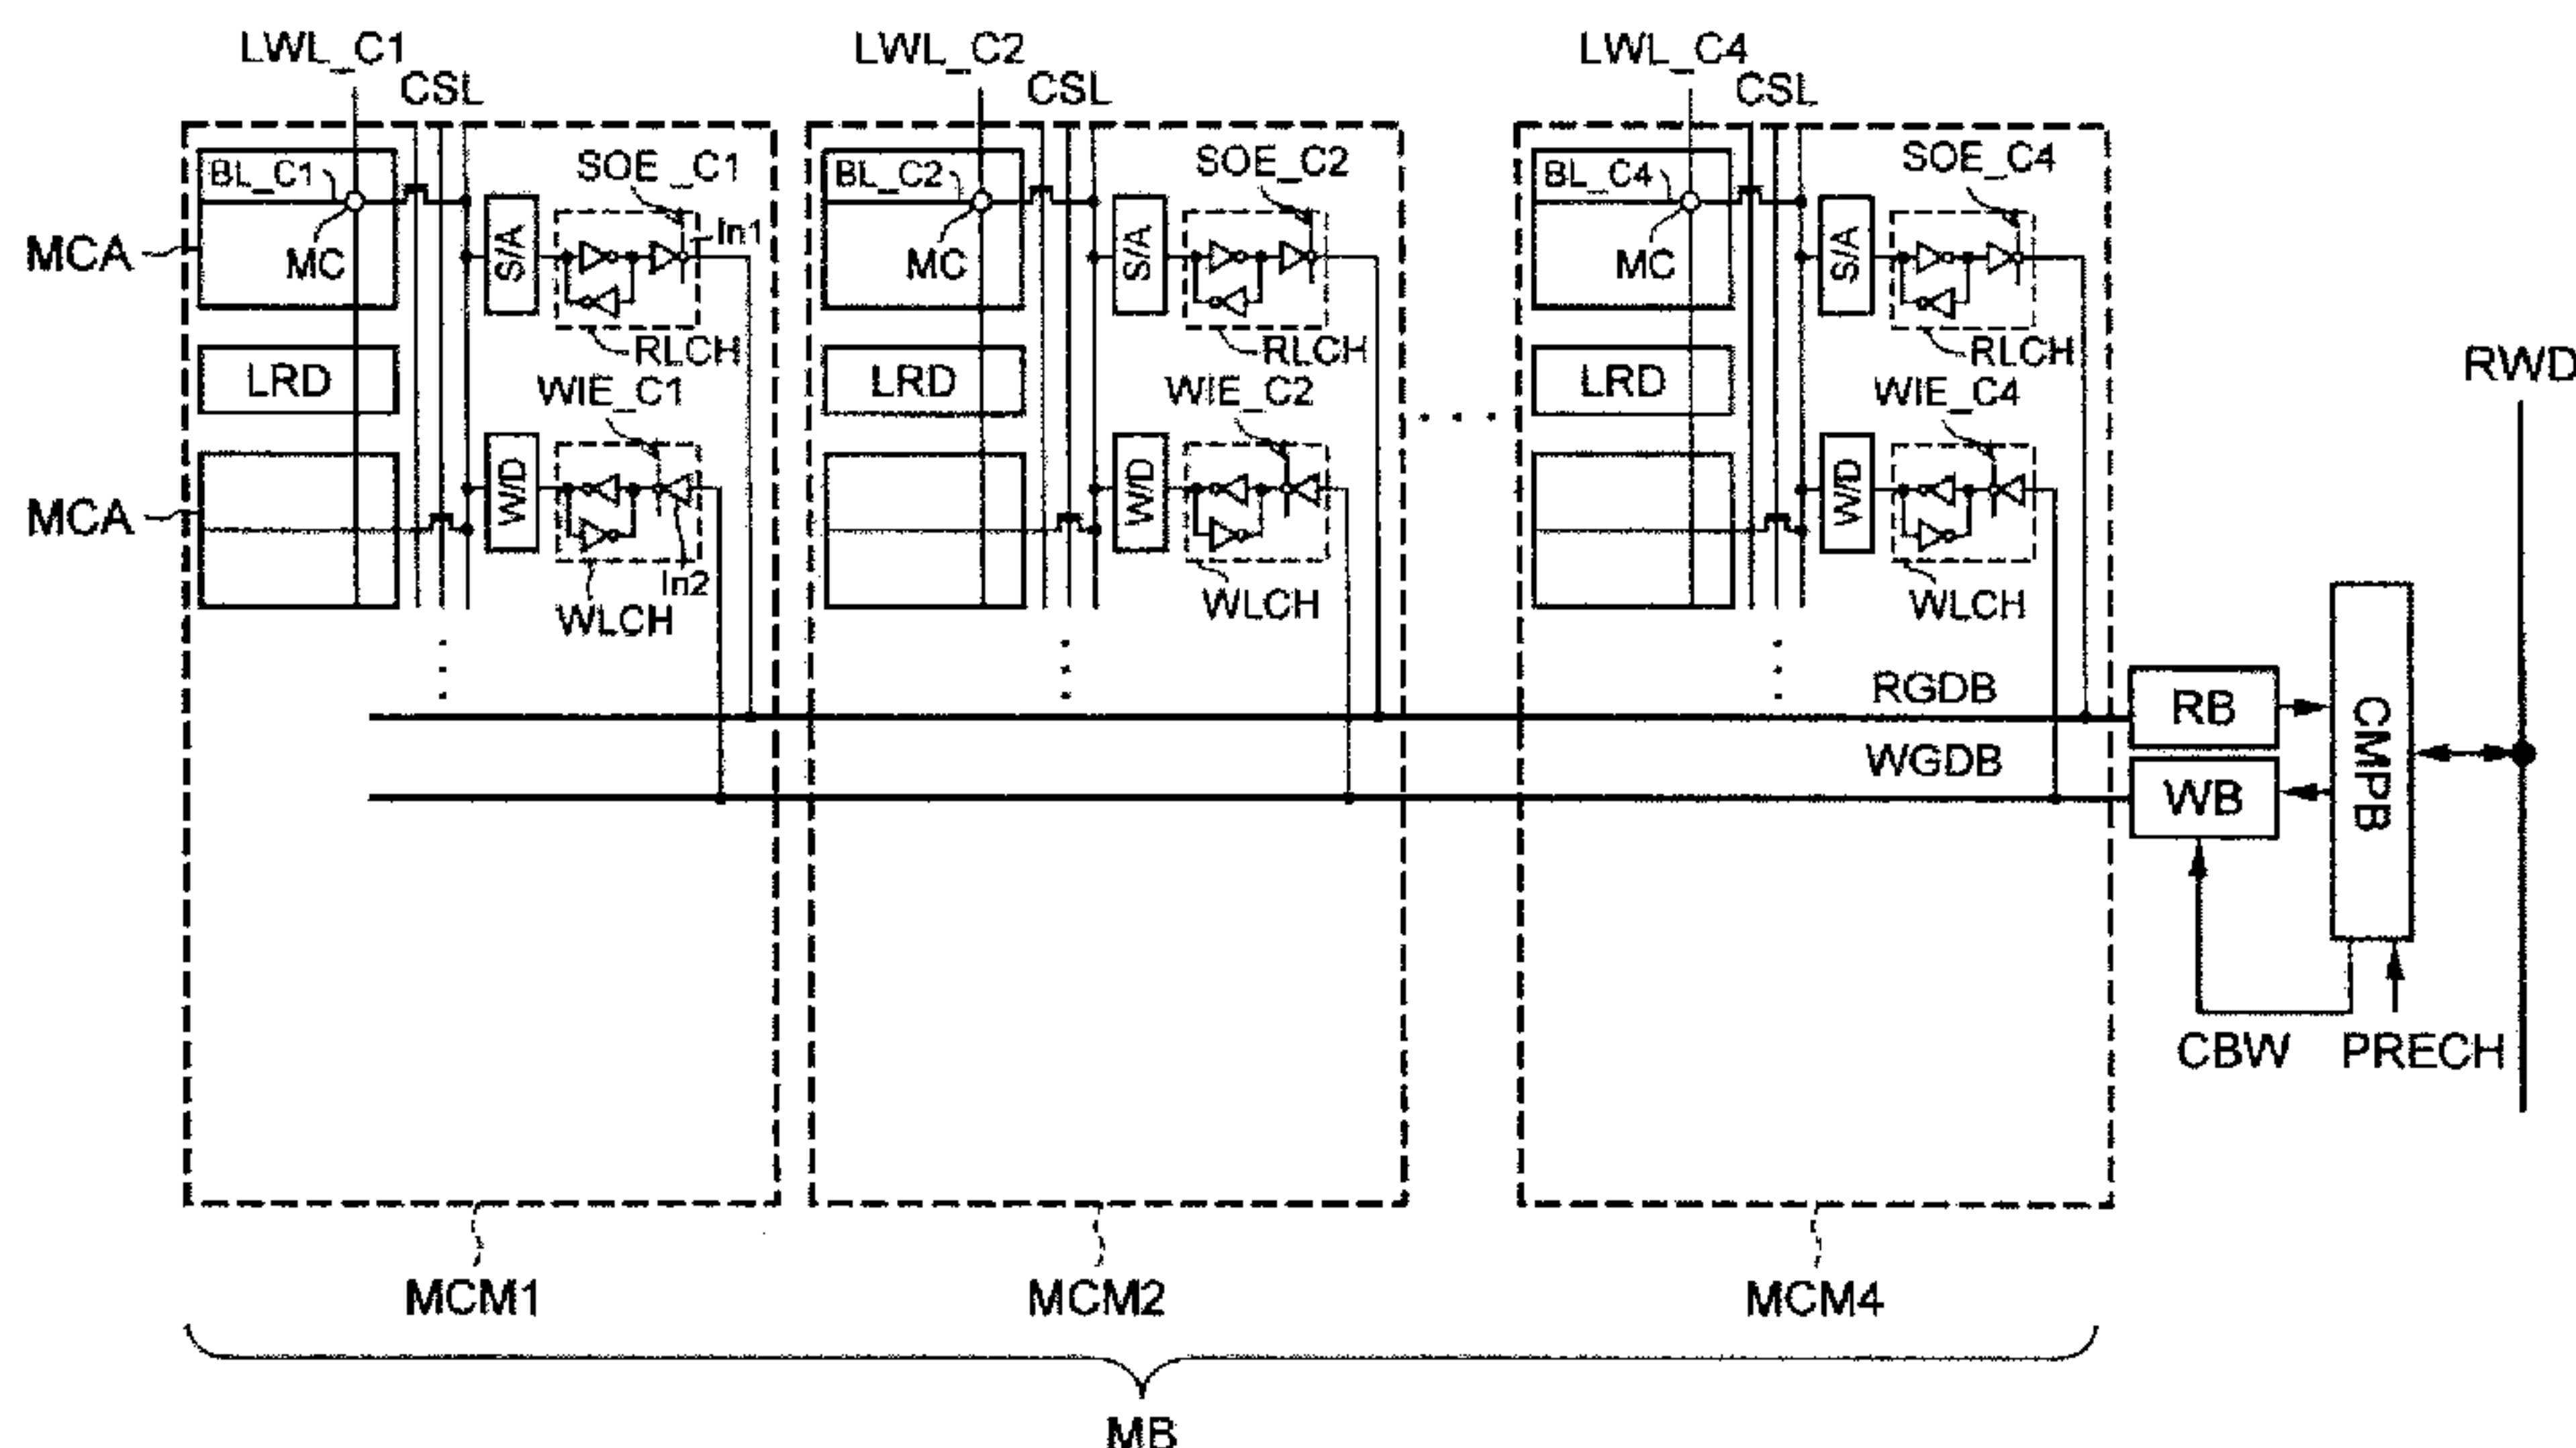 LWL_C1
LWL_C2
LWL_C4
CSL
CSL
CSL
BL_C1
SOE _C1
BL_C2
SOE_C2
BL_C4
SOE_C4
MCA
MC
S/A
In1
MC
S/A
MC
S/A
RLCH
RLCH
RLCH
RWD
LRD
LRD
LRD
WIE_C1
WIE_C2
WIE_C4
MCA
W/D
W/D
W/D
In2
WLCH
WLCH
WLCH
RGDB
RB
CMPB
WGDB
WB
CBW
PRECH
MCM1
MCM2
MCM4
MB